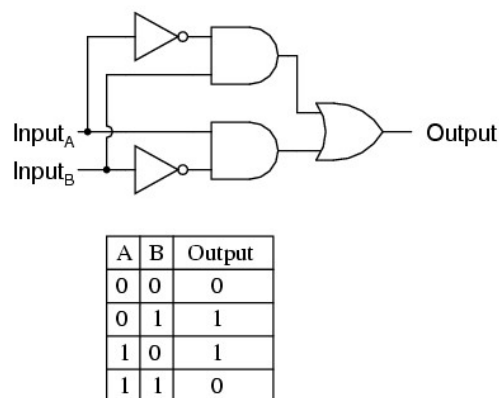 Input_A
Output
Input_B
A B Output
0 0 0
0 1 1
1 0 1
1 1 0